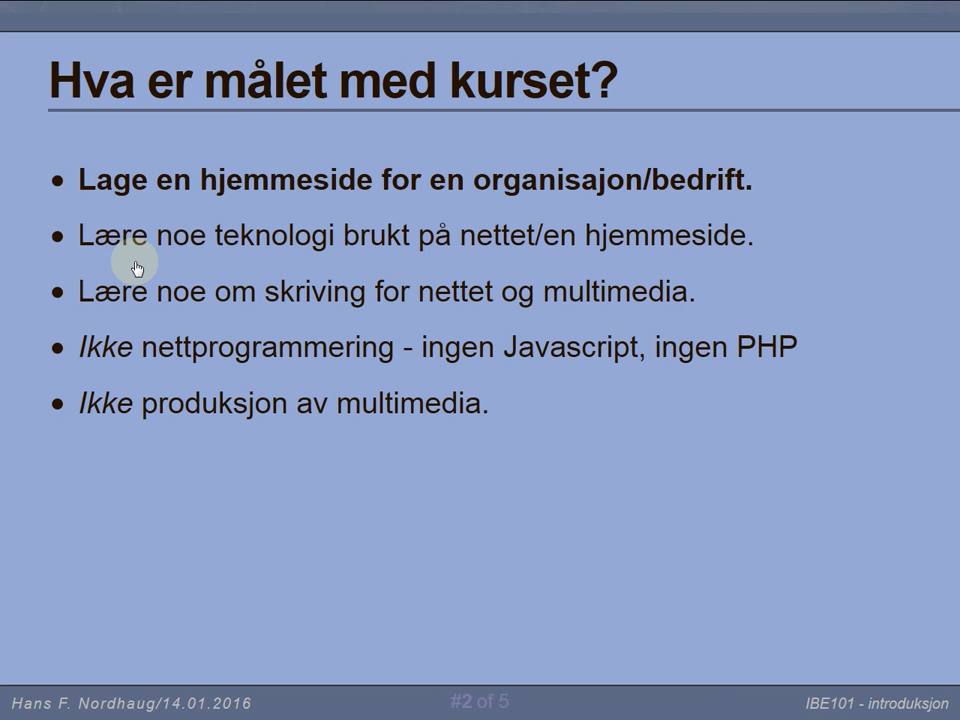 Hva er målet med kurset?
• Lage en hjemmeside for en organisajon/bedrift.
• Lære noe teknologi brukt på nettet/en hjemmeside.
• Lære noe om skriving for nettet og multimedia.
• Ikke nettprogrammering - ingen Javascript, ingen PHP
• Ikke produksjon av multimedia.
Hans F. Nordhaug/14.01.2016 #2 of 5 IBE101 - introduksjon